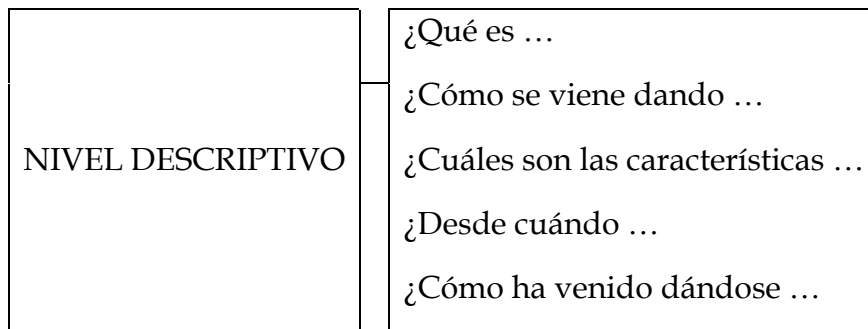 NIVEL DESCRIPTIVO
¿Qué es …
¿Cómo se viene dando …
¿Cuáles son las características …
¿Desde cuándo …
¿Cómo ha venido dándose …